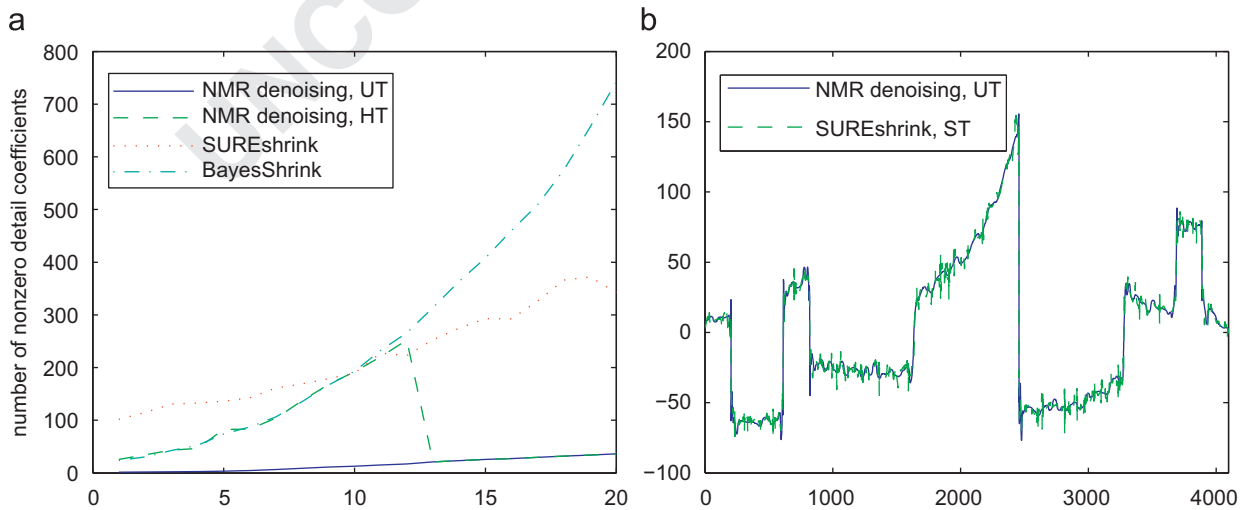 a
800
700
600
500
400
300
200
100
0
number of nonzero detail coefficients
NMR denoising, UT
NMR denoising, HT
SUREshrink
BayesShrink
0
5
10
15
20
UNC
b
200
150
100
50
0
−50
−100
NMR denoising, UT
SUREshrink, ST
0
1000
2000
3000
4000